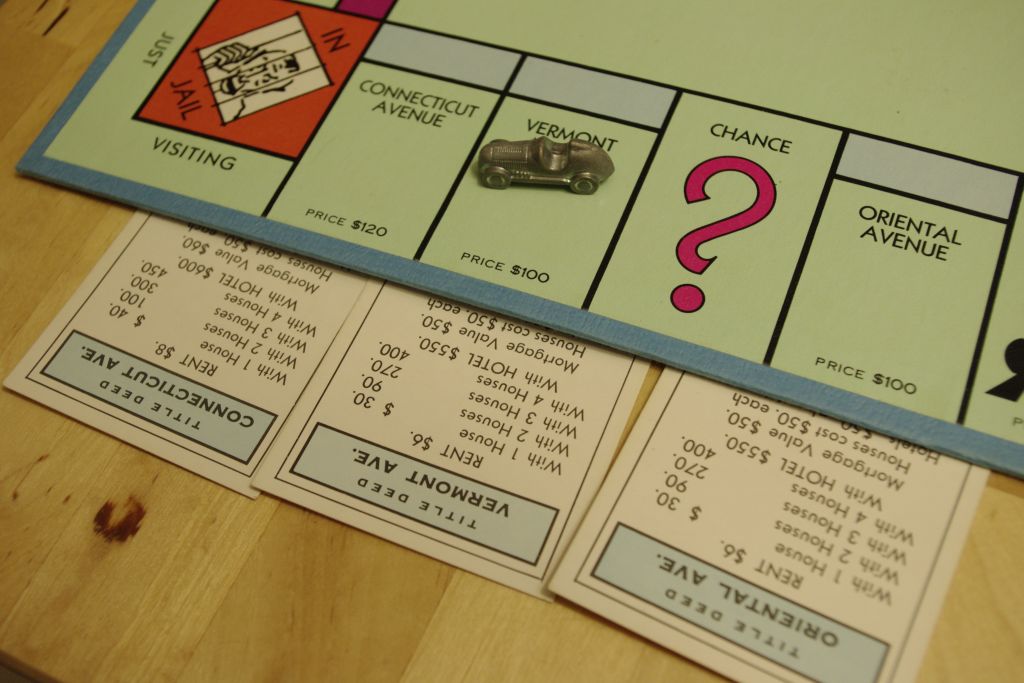 JUST
IN
JAIL
VISITING
CONNECTICUT
AVENUE
PRICE $120
VERMONT
PRICE $100
CHANCE
ORIENTAL
AVENUE
PRICE $100
TITLE DEED
CONNECTICUT AVE.
RENT $8.
With 1 House $ 40.
With 2 Houses 100.
With 3 Houses 300.
With 4 Houses 450.
With HOTEL $600.
Mortgage Value $60.
Houses cost $50.
TITLE DEED
VERMONT AVE.
RENT $6.
With 1 House $ 30.
With 2 Houses 90.
With 3 Houses 270.
With 4 Houses 400.
With HOTEL $550.
Mortgage Value $50.
Houses cost $50. each
TITLE DEED
ORIENTAL AVE.
RENT $6.
With 1 House $ 30.
With 2 Houses 90.
With 3 Houses 270.
With 4 Houses 400.
With HOTEL $550.
Mortgage Value $50.
Houses cost $50. each